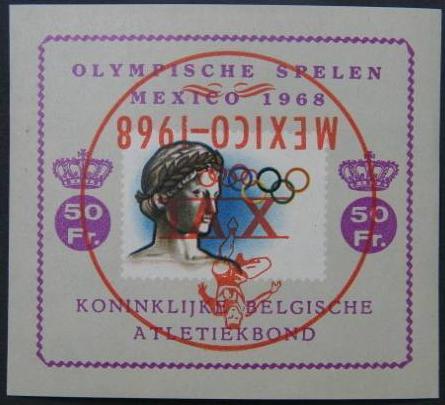 OLYMPISCHE SPELEN
MEXICO 1968
MEXICO-1968
50 Fr.
50 Fr.
XIX
KONINKLIJKE BELGISCHE
ATLETIEKBOND